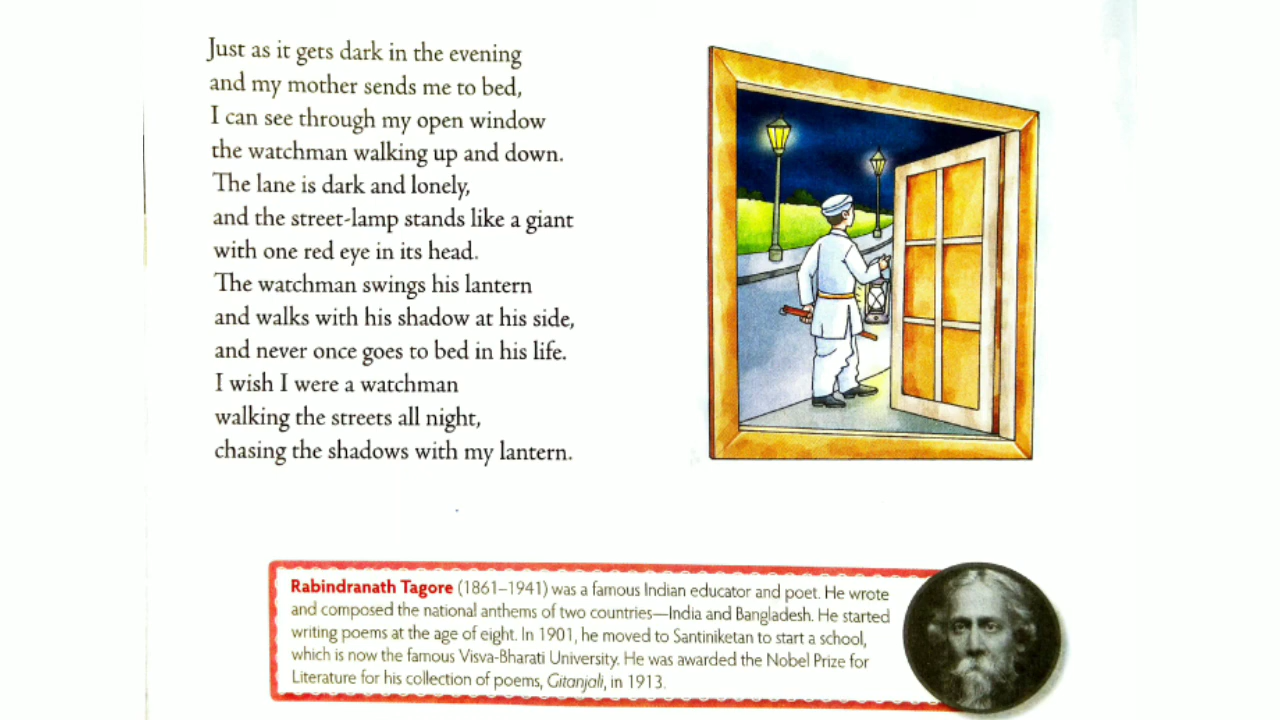 Just as it gets dark in the evening
and my mother sends me to bed,
I can see through my open window
the watchman walking up and down.
The lane is dark and lonely,
and the street-lamp stands like a giant
with one red eye in its head.
The watchman swings his lantern
and walks with his shadow at his side,
and never once goes to bed in his life.
I wish I were a watchman
walking the streets all night,
chasing the shadows with my lantern.
Rabindranath Tagore (1861–1941) was a famous Indian educator and poet. He wrote
and composed the national anthems of two countries—India and Bangladesh. He started
writing poems at the age of eight. In 1901, he moved to Santiniketan to start a school,
which is now the famous Visva-Bharati University. He was awarded the Nobel Prize for
Literature for his collection of poems, Gitanjali, in 1913.